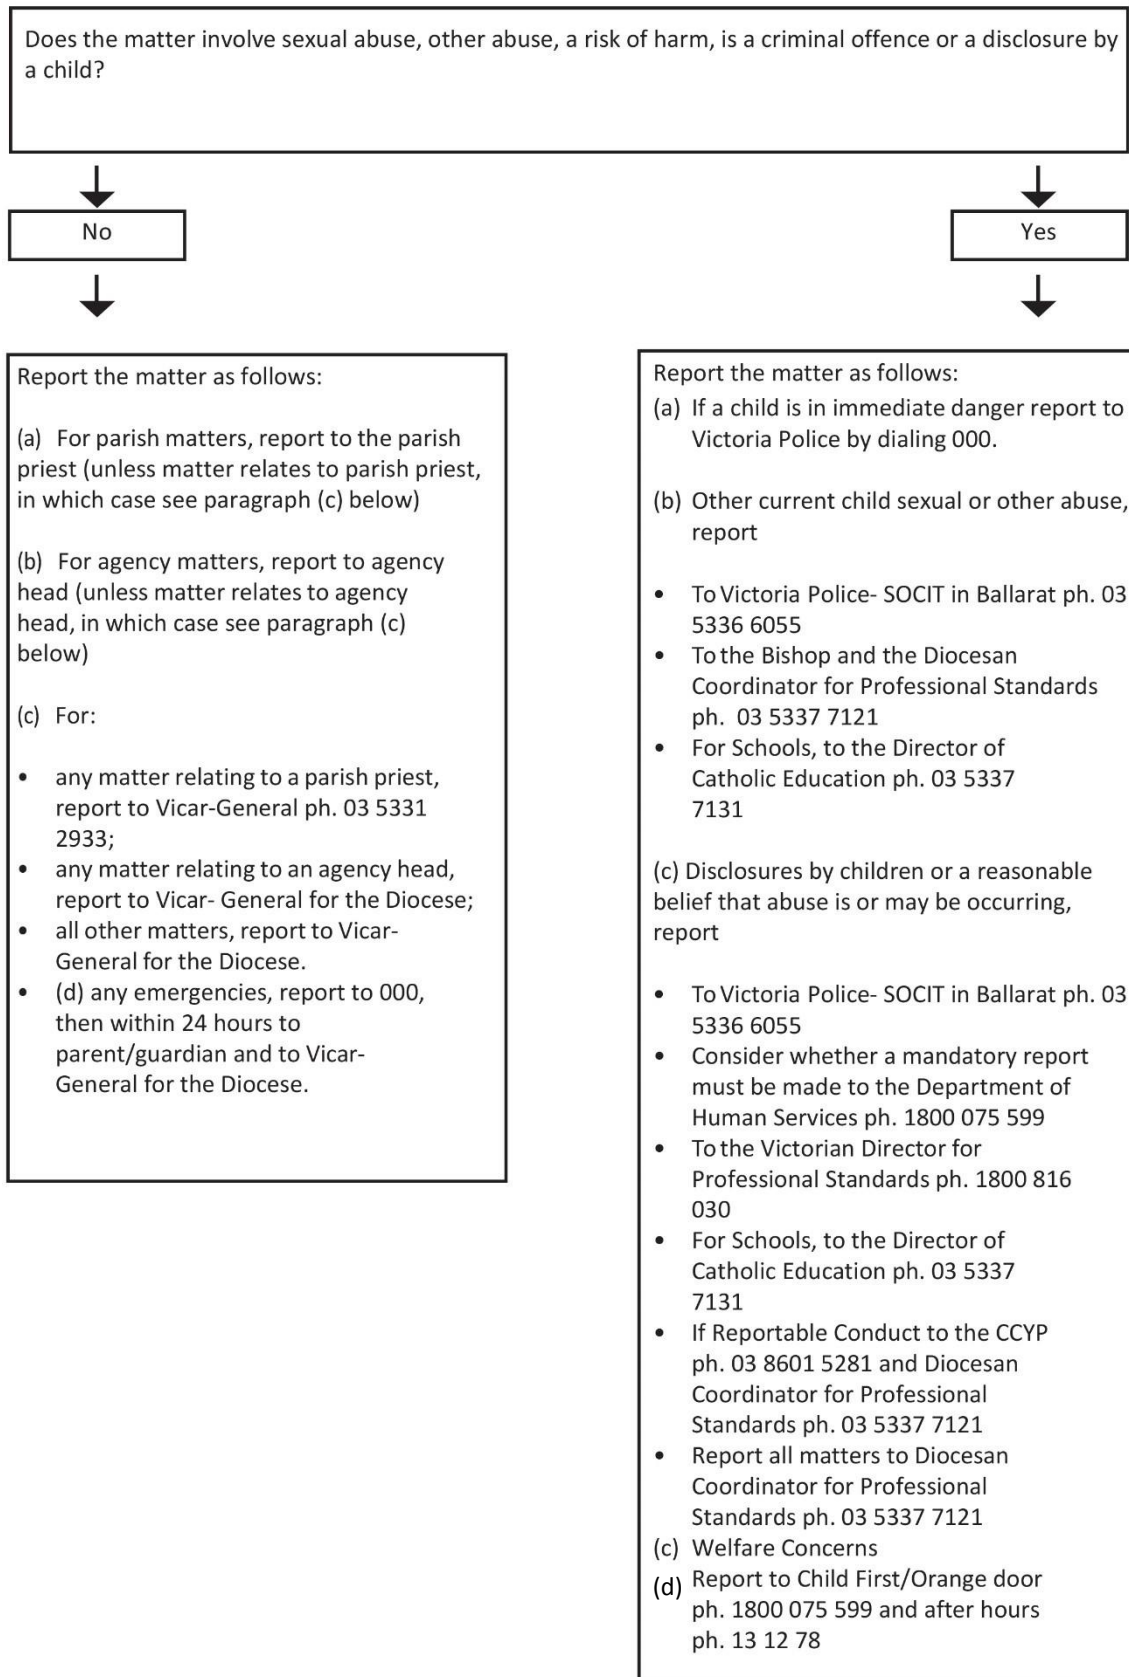 Does the matter involve sexual abuse, other abuse, a risk of harm, is a criminal offence or a disclosure by
a child?
No
Yes
Report the matter as follows:
(a) For parish matters, report to the parish
priest (unless matter relates to parish priest,
in which case see paragraph (c) below)
(b) For agency matters, report to agency
head (unless matter relates to agency
head, in which case see paragraph (c)
below)
(c) For:
• any matter relating to a parish priest,
report to Vicar-General ph. 03 5331
2933;
• any matter relating to an agency head,
report to Vicar- General for the Diocese;
• all other matters, report to Vicar-
General for the Diocese.
• (d) any emergencies, report to 000,
then within 24 hours to
parent/guardian and to Vicar-
General for the Diocese.
Report the matter as follows:
(a) If a child is in immediate danger report to
Victoria Police by dialing 000.
(b) Other current child sexual or other abuse,
report
• To Victoria Police- SOCIT in Ballarat ph. 03
5336 6055
• To the Bishop and the Diocesan
Coordinator for Professional Standards
ph. 03 5337 7121
• For Schools, to the Director of
Catholic Education ph. 03 5337
7131
(c) Disclosures by children or a reasonable
belief that abuse is or may be occurring,
report
• To Victoria Police- SOCIT in Ballarat ph. 03
5336 6055
• Consider whether a mandatory report
must be made to the Department of
Human Services ph. 1800 075 599
• To the Victorian Director for
Professional Standards ph. 1800 816
030
• For Schools, to the Director of
Catholic Education ph. 03 5337
7131
• If Reportable Conduct to the CCYP
ph. 03 8601 5281 and Diocesan
Coordinator for Professional
Standards ph. 03 5337 7121
• Report all matters to Diocesan
Coordinator for Professional
Standards ph. 03 5337 7121
(c) Welfare Concerns
(d) Report to Child First/Orange door
ph. 1800 075 599 and after hours
ph. 13 12 78